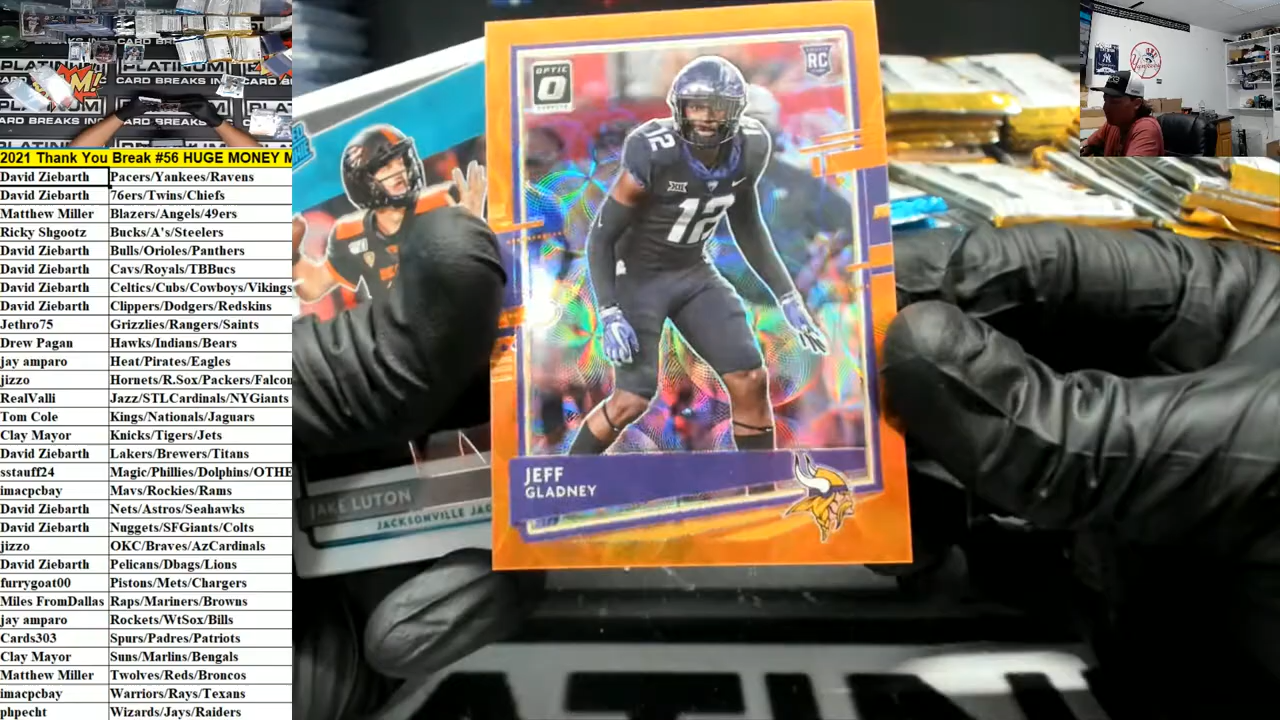 PLATINUM
CARD BREAKS INC
2021 Thank You Break #56 HUGE MONEY M
David Ziebarth Pacers/Yankees/Ravens
David Ziebarth 76ers/Twins/Chiefs
Matthew Miller Blazers/Angels/49ers
Ricky Shgootz Bucks/A's/Steelers
David Ziebarth Bulls/Orioles/Panthers
David Ziebarth Cavs/Royals/TBBucs
David Ziebarth Celtics/Cubs/Cowboys/Vikings
David Ziebarth Clippers/Dodgers/Redskins
Jethro75 Grizzlies/Rangers/Saints
Drew Pagan Hawks/Indians/Bears
jay amparo Heat/Pirates/Eagles
jizzo Hornets/R.Sox/Packers/Falcon
RealValli Jazz/STLCardinals/NYGiants
Tom Cole Kings/Nationals/Jaguars
Clay Mayor Knicks/Tigers/Jets
David Ziebarth Lakers/Brewers/Titans
sstauff24 Magic/Phillies/Dolphins/OTHE
imacpcbay Mavs/Rockies/Rams
David Ziebarth Nets/Astros/Seahawks
David Ziebarth Nuggets/SFGiants/Colts
jizzo OKC/Braves/AzCardinals
David Ziebarth Pelicans/Dbags/Lions
furrygoat00 Pistons/Mets/Chargers
Miles FromDallas Raps/Mariners/Browns
jay amparo Rockets/WtSox/Bills
Cards303 Spurs/Padres/Patriots
Clay Mayor Suns/Marlins/Bengals
Matthew Miller Twolves/Reds/Broncos
imacpcbay Warriors/Rays/Texans
phpecht Wizards/Jays/Raiders
OPTIC
O
RC
12
12
JEFF
GLADNEY
JAKE LUTON
JACKSONVILLE JAG
ATIN